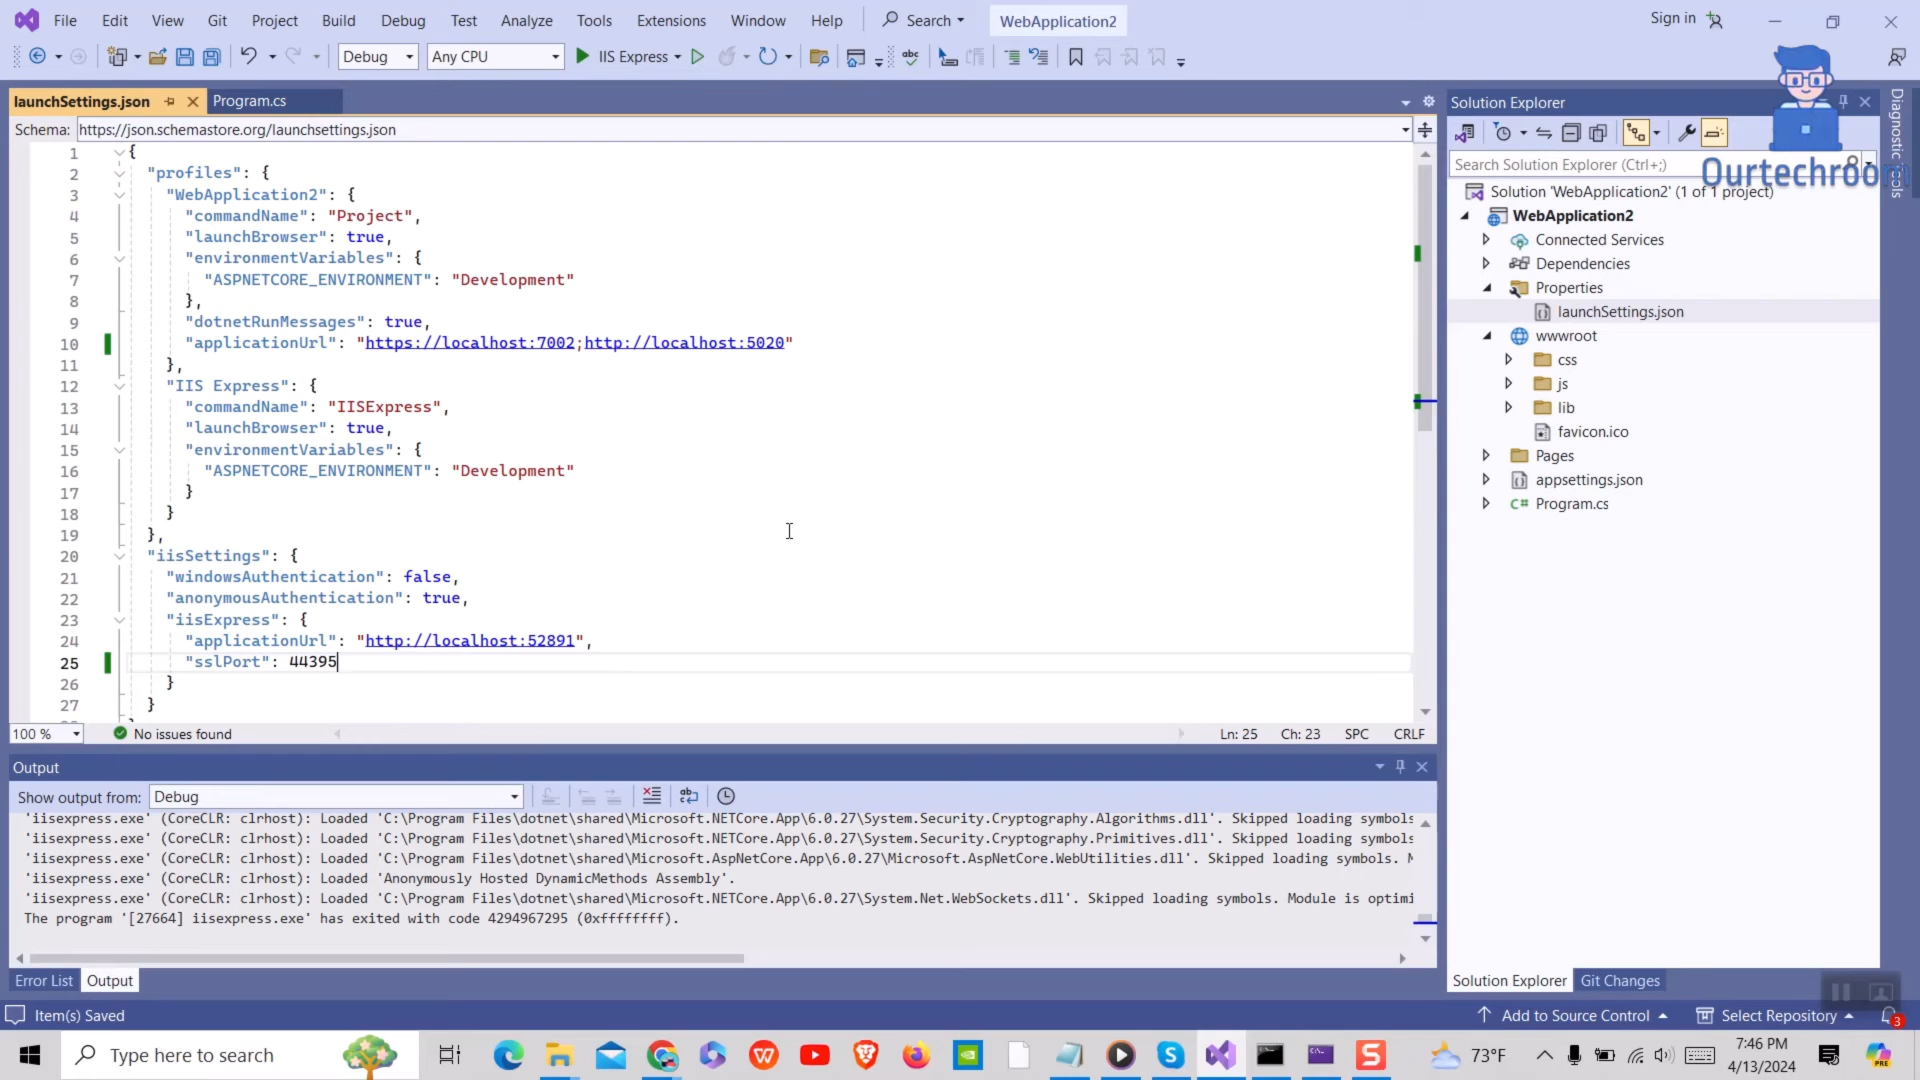 File Edit View Git Project Build Debug Test Analyze Tools Extensions Window Help Search WebApplication2 Sign in
Debug Any CPU IIS Express
launchSettings.json Program.cs
Schema: https://json.schemastore.org/launchsettings.json
1 {
2 "profiles": {
3 "WebApplication2": {
4 "commandName": "Project",
5 "launchBrowser": true,
6 "environmentVariables": {
7 "ASPNETCORE_ENVIRONMENT": "Development"
8 },
9 "dotnetRunMessages": true,
10 "applicationUrl": "https://localhost:7002;http://localhost:5020"
11 },
12 "IIS Express": {
13 "commandName": "IISExpress",
14 "launchBrowser": true,
15 "environmentVariables": {
16 "ASPNETCORE_ENVIRONMENT": "Development"
17 }
18 }
19 },
20 "iisSettings": {
21 "windowsAuthentication": false,
22 "anonymousAuthentication": true,
23 "iisExpress": {
24 "applicationUrl": "http://localhost:52891",
25 "sslPort": 44395
26 }
27 }
100 % No issues found Ln: 25 Ch: 23 SPC CRLF
Output
Show output from: Debug
'iisexpress.exe' (CoreCLR: clrhost): Loaded 'C:\Program Files\dotnet\shared\Microsoft.NETCore.App\6.0.27\System.Security.Cryptography.Algorithms.dll'. Skipped loading symbols
'iisexpress.exe' (CoreCLR: clrhost): Loaded 'C:\Program Files\dotnet\shared\Microsoft.NETCore.App\6.0.27\System.Security.Cryptography.Primitives.dll'. Skipped loading symbols
'iisexpress.exe' (CoreCLR: clrhost): Loaded 'C:\Program Files\dotnet\shared\Microsoft.AspNetCore.App\6.0.27\Microsoft.AspNetCore.WebUtilities.dll'. Skipped loading symbols. M
'iisexpress.exe' (CoreCLR: clrhost): Loaded 'Anonymously Hosted DynamicMethods Assembly'.
'iisexpress.exe' (CoreCLR: clrhost): Loaded 'C:\Program Files\dotnet\shared\Microsoft.NETCore.App\6.0.27\System.Net.WebSockets.dll'. Skipped loading symbols. Module is optimi
The program '[27664] iisexpress.exe' has exited with code 4294967295 (0xffffffff).
Error List Output
Solution Explorer
Search Solution Explorer (Ctrl+;)
Ourtechroom
Solution 'WebApplication2' (1 of 1 project)
WebApplication2
Connected Services
Dependencies
Properties
launchSettings.json
wwwroot
css
js
lib
favicon.ico
Pages
appsettings.json
Program.cs
Solution Explorer Git Changes
Diagnostic Tools
Item(s) Saved Add to Source Control Select Repository 3
Type here to search 73°F 7:46 PM
4/13/2024